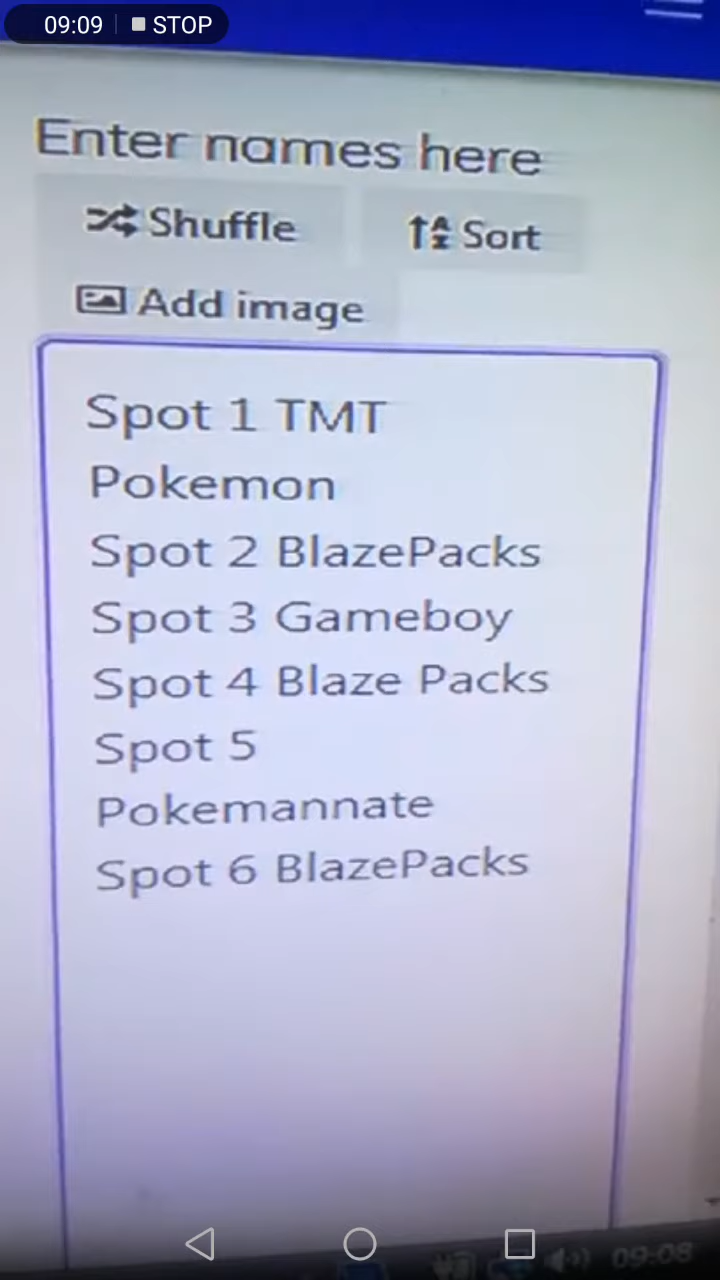 09:09 STOP
Enter names here
Shuffle Sort
Add image
Spot 1 TMT
Pokemon
Spot 2 BlazePacks
Spot 3 Gameboy
Spot 4 Blaze Packs
Spot 5
Pokemannate
Spot 6 BlazePacks
09:08